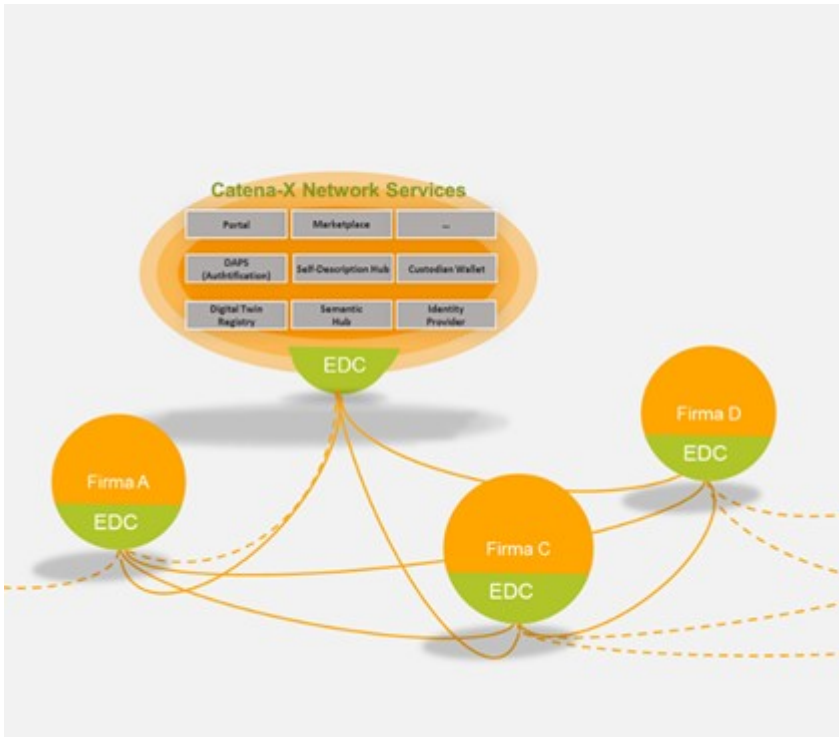 Catena-X Network Services
Portal
Marketplace
...
DAPS
(Authtification)
Self-Description Hub
Custodian Wallet
Digital Twin
Registry
Semantic
Hub
Identity
Provider
EDC
Firma D
EDC
Firma A
EDC
Firma C
EDC